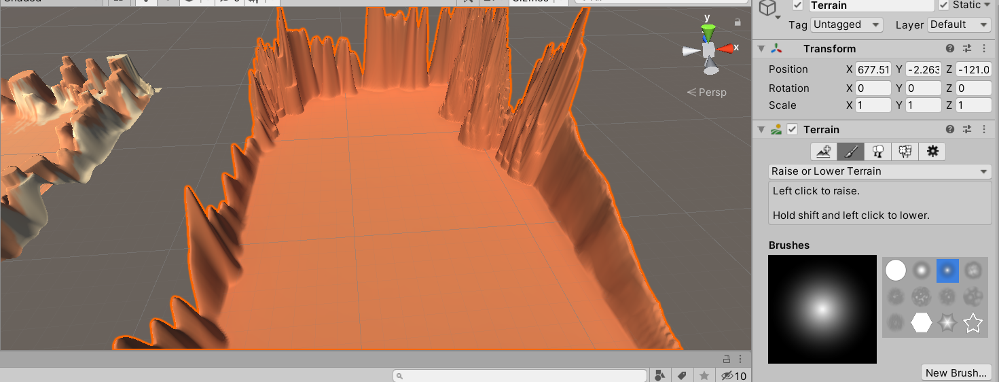 Shaded
Gizmos
All
y
x
Persp
10
Terrain
Static
Tag Untagged Layer Default
Transform
Position X 677.51 Y -2.263 Z -121.0
Rotation X 0 Y 0 Z 0
Scale X 1 Y 1 Z 1
Terrain
Raise or Lower Terrain
Left click to raise.
Hold shift and left click to lower.
Brushes
New Brush...